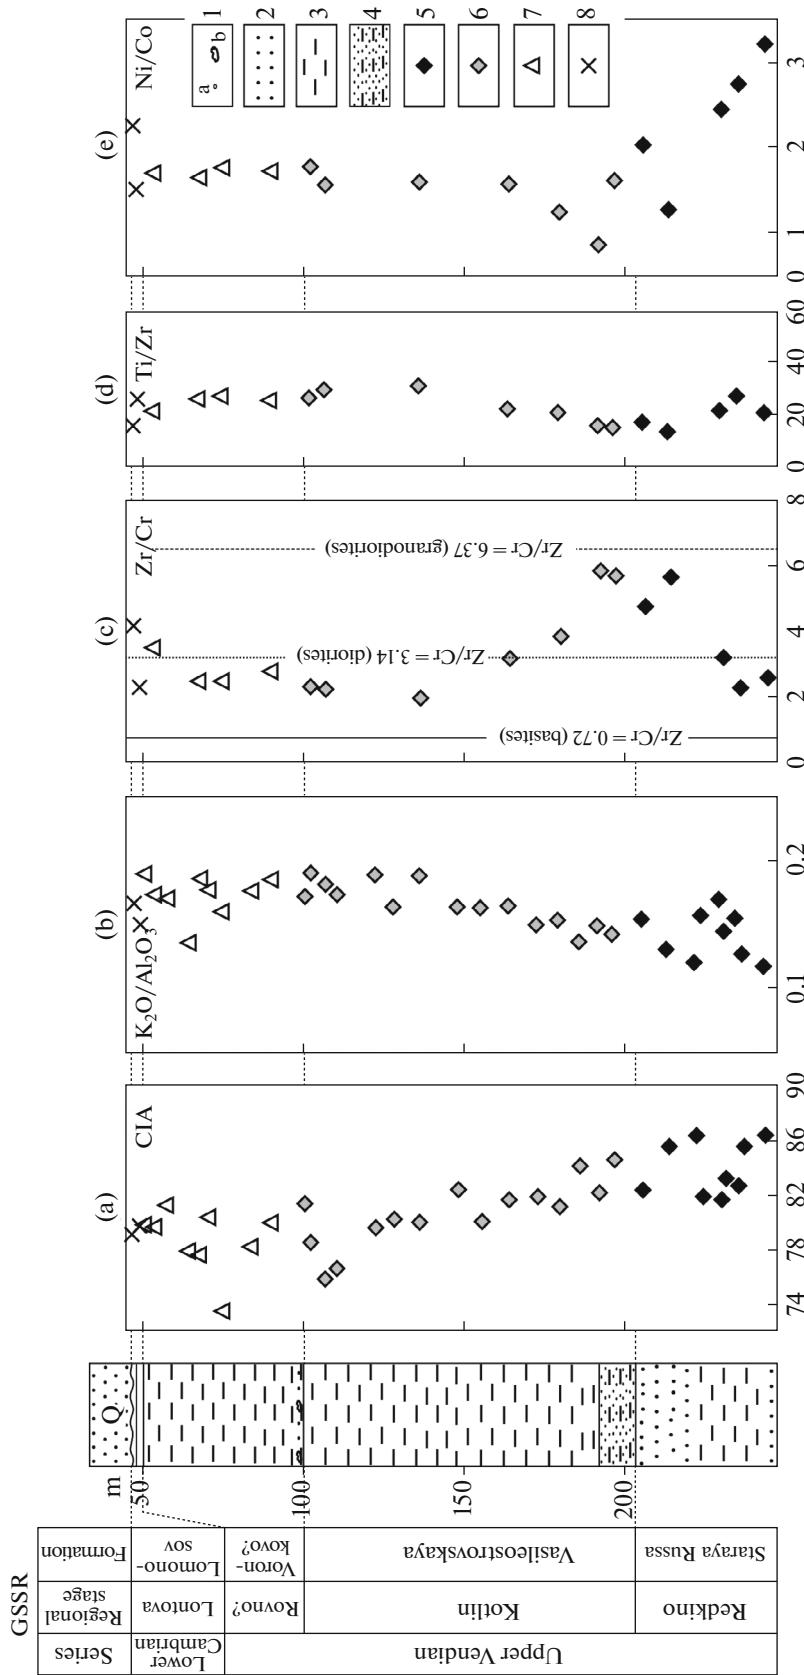 GSSR
Series
Regional
stage
Formation
Lower
Cambrian
Lontova
Lomono-
sov
Rovno?
Voron-
kovo?
Upper Vendian
Kotlin
Vasileostrovskaya
Redkino
Staraya Russa
m
Q
50
100
150
200
(a)
CIA
74
78
82
86
90
(b)
K₂O/Al₂O₃
0.1
0.2
(c)
Zr/Cr
Zr/Cr = 0.72 (basites)
Zr/Cr = 3.14 (diorites)
Zr/Cr = 6.37 (granodiorites)
0
2
4
6
8
(d)
Ti/Zr
0
20
40
60
(e)
Ni/Co
0
1
2
3
a
b
1
2
3
4
5
6
7
8